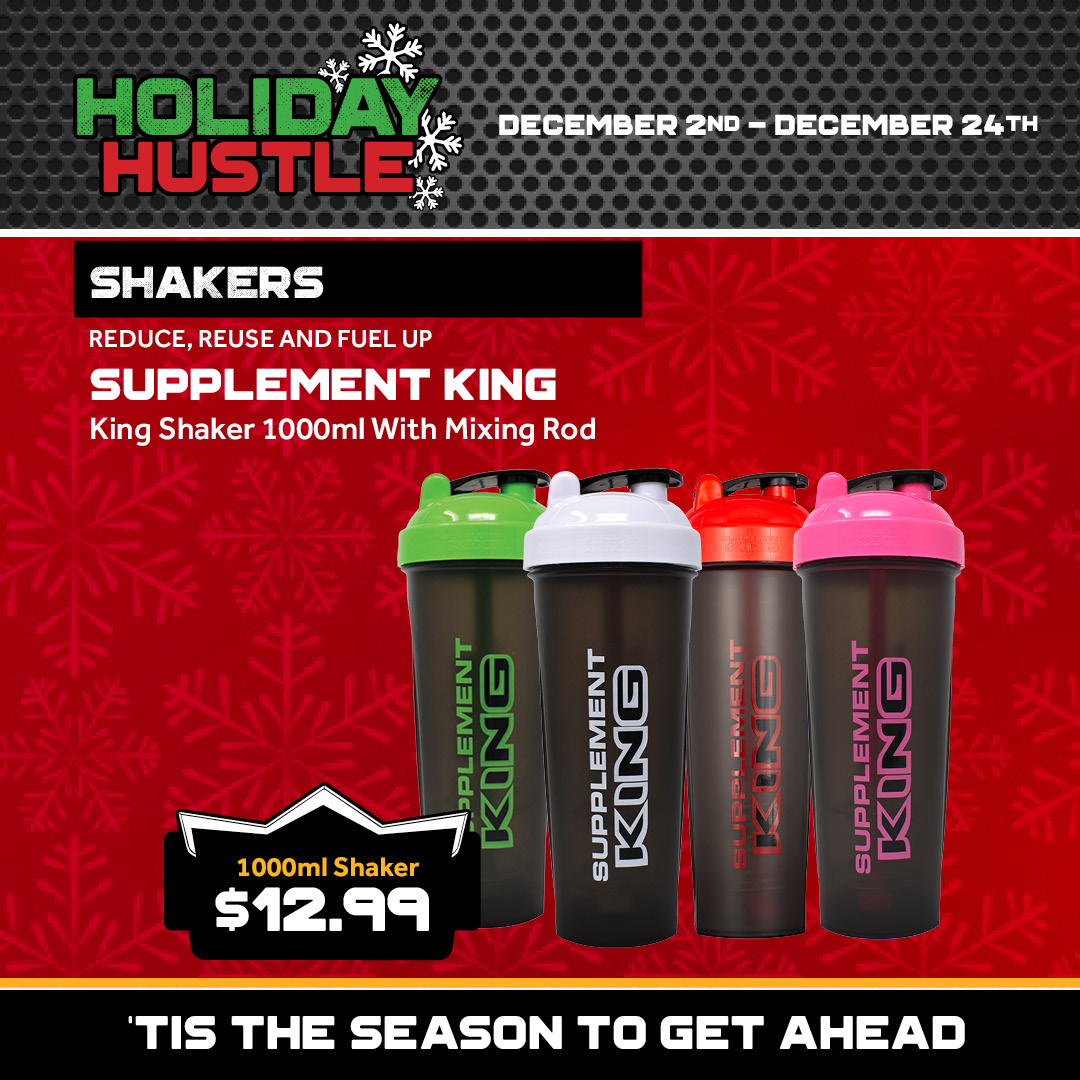 HOLIDAY
HUSTLE
DECEMBER 2ND – DECEMBER 24TH
SHAKERS
REDUCE, REUSE AND FUEL UP
SUPPLEMENT KING
King Shaker 1000ml With Mixing Rod
PPLEMENT
KING
SUPPLEMENT
KING
SUPPLEMENT
KING
SUPPLEMENT
KING
1000ml Shaker
$12.99
'TIS THE SEASON TO GET AHEAD